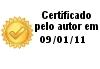 Certificado
pelo autor em
09/01/11